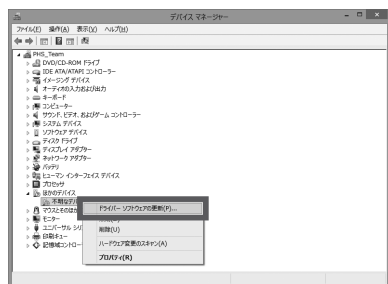 デバイス マネージャー
ファイル(F) 操作(A) 表示(V) ヘルプ(H)
PHS_Team
DVD/CD-ROM ドライブ
IDE ATA/ATAPI コントローラー
イメージング デバイス
オーディオの入力および出力
キーボード
コンピューター
サウンド、ビデオ、およびゲーム コントローラー
システム デバイス
ソフトウェア デバイス
ディスク ドライブ
ディスプレイ アダプター
ネットワーク アダプター
バッテリ
ヒューマン インターフェイス デバイス
プロセッサ
ほかのデバイス
不明なデバ
ドライバー ソフトウェアの更新(P)...
マウスとそのほか
モニター
削除(U)
ユニバーサル シリ
印刷キュー
ハードウェア変更のスキャン(A)
記憶域コントロー
プロパティ(R)